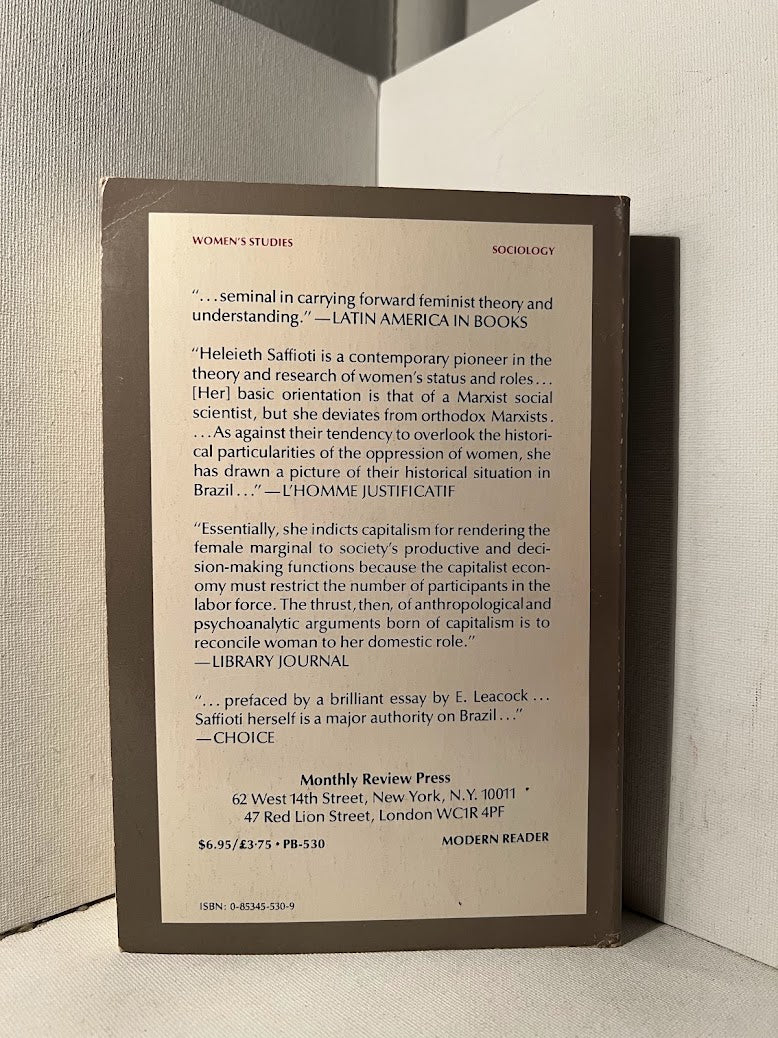 WOMEN'S STUDIES
SOCIOLOGY
"...seminal in carrying forward feminist theory and
understanding." —LATIN AMERICA IN BOOKS
"Heleieth Saffioti is a contemporary pioneer in the
theory and research of women's status and roles...
[Her] basic orientation is that of a Marxist social
scientist, but she deviates from orthodox Marxists.
...As against their tendency to overlook the histori-
cal particularities of the oppression of women, she
has drawn a picture of their historical situation in
Brazil..." —L'HOMME JUSTIFICATIF
"Essentially, she indicts capitalism for rendering the
female marginal to society's productive and deci-
sion-making functions because the capitalist econ-
omy must restrict the number of participants in the
labor force. The thrust, then, of anthropological and
psychoanalytic arguments born of capitalism is to
reconcile woman to her domestic role."
—LIBRARY JOURNAL
"...prefaced by a brilliant essay by E. Leacock...
Saffioti herself is a major authority on Brazil..."
—CHOICE
Monthly Review Press
62 West 14th Street, New York, N.Y. 10011
47 Red Lion Street, London WC1R 4PF
$6.95/£3·75 • PB-530
MODERN READER
ISBN: 0-85345-530-9